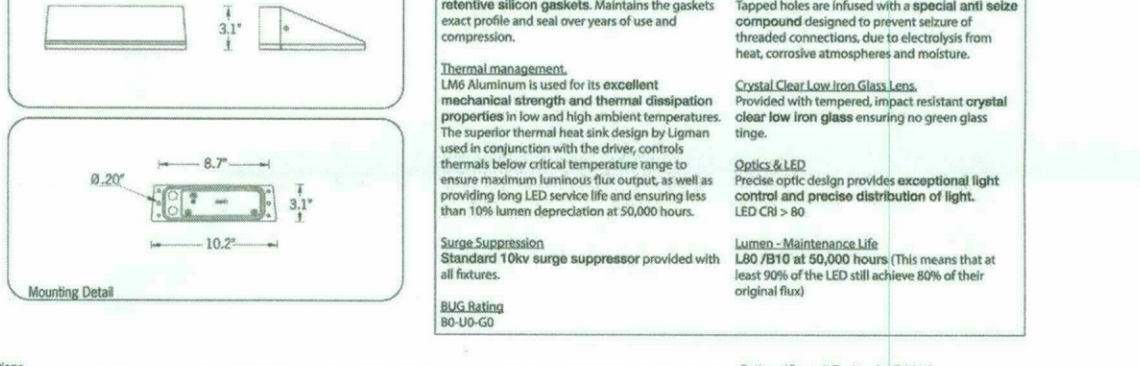 3.1"
8.7"
Ø.20"
3.1"
10.2"
Mounting Detail
retentive silicon gaskets. Maintains the gaskets
exact profile and seal over years of use and
compression.
Thermal management.
LM6 Aluminum is used for its excellent
mechanical strength and thermal dissipation
properties in low and high ambient temperatures.
The superior thermal heat sink design by Ligman
used in conjunction with the driver, controls
thermals below critical temperature range to
ensure maximum luminous flux output, as well as
providing long LED service life and ensuring less
than 10% lumen depreciation at 50,000 hours.
Surge Suppression
Standard 10kv surge suppressor provided with
all fixtures.
BUG Rating
B0-U0-G0
Tapped holes are infused with a special anti seize
compound designed to prevent seizure of
threaded connections, due to electrolysis from
heat, corrosive atmospheres and moisture.
Crystal Clear Low Iron Glass Lens.
Provided with tempered, impact resistant crystal
clear low iron glass ensuring no green glass
tinge.
Optics & LED
Precise optic design provides exceptional light
control and precise distribution of light.
LED CRI > 80
Lumen - Maintenance Life
L80 /B10 at 50,000 hours (This means that at
least 90% of the LED still achieve 80% of their
original flux)